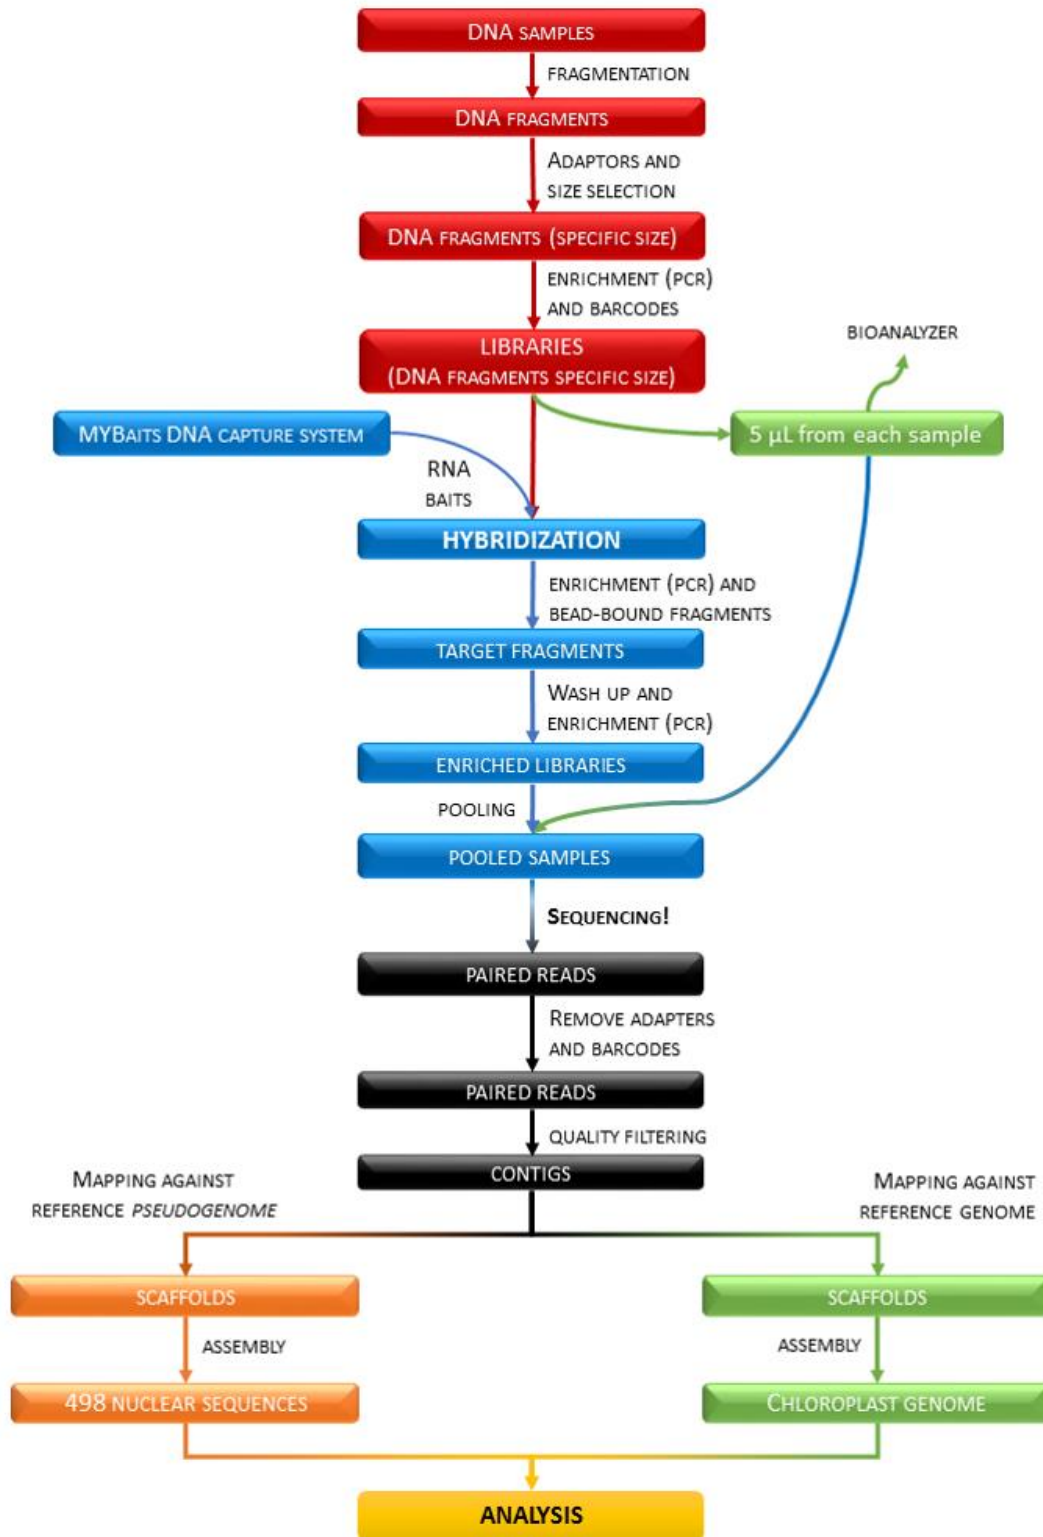 DNA SAMPLES
FRAGMENTATION
DNA FRAGMENTS
ADAPTORS AND
SIZE SELECTION
DNA FRAGMENTS (SPECIFIC SIZE)
ENRICHMENT (PCR)
AND BARCODES
LIBRARIES
(DNA FRAGMENTS SPECIFIC SIZE)
BIOANALYZER
MYBAITS DNA CAPTURE SYSTEM
5 µL from each sample
RNA
BAITS
HYBRIDIZATION
ENRICHMENT (PCR) AND
BEAD-BOUND FRAGMENTS
TARGET FRAGMENTS
WASH UP AND
ENRICHMENT (PCR)
ENRICHED LIBRARIES
POOLING
POOLED SAMPLES
SEQUENCING!
PAIRED READS
REMOVE ADAPTERS
AND BARCODES
PAIRED READS
QUALITY FILTERING
CONTIGS
MAPPING AGAINST
REFERENCE PSEUDOGENOME
MAPPING AGAINST
REFERENCE GENOME
SCAFFOLDS
SCAFFOLDS
ASSEMBLY
ASSEMBLY
498 NUCLEAR SEQUENCES
CHLOROPLAST GENOME
ANALYSIS